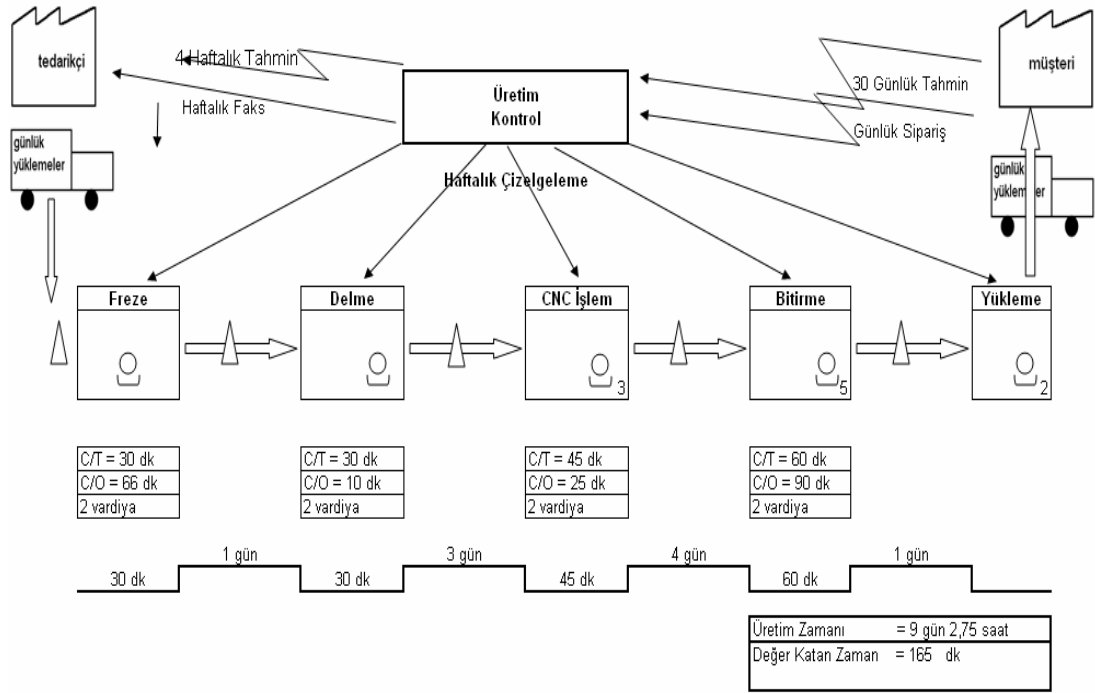 tedarikçi
4 Haftalık Tahmin
Haftalık Faks
Üretim
Kontrol
30 Günlük Tahmin
Günlük Sipariş
müşteri
günlük
yüklemeler
günlük
yüklemeler
Haftalık Çizelgeleme
Freze
Delme
CNC İşlem
3
Bitirme
5
Yükleme
2
C/T = 30 dk
C/O = 66 dk
2 vardiya
C/T = 30 dk
C/O = 10 dk
2 vardiya
C/T = 45 dk
C/O = 25 dk
2 vardiya
C/T = 60 dk
C/O = 90 dk
2 vardiya
30 dk
1 gün
30 dk
3 gün
45 dk
4 gün
60 dk
1 gün
Üretim Zamanı = 9 gün 2,75 saat
Değer Katan Zaman = 165 dk